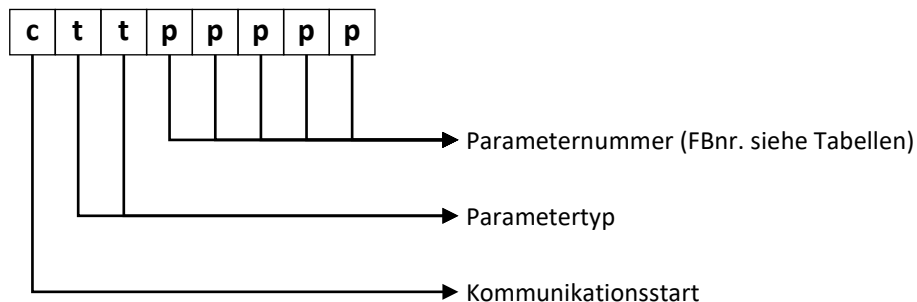 c t t p p p p p
Parameternummer (FBnr. siehe Tabellen)
Parametertyp
Kommunikationsstart